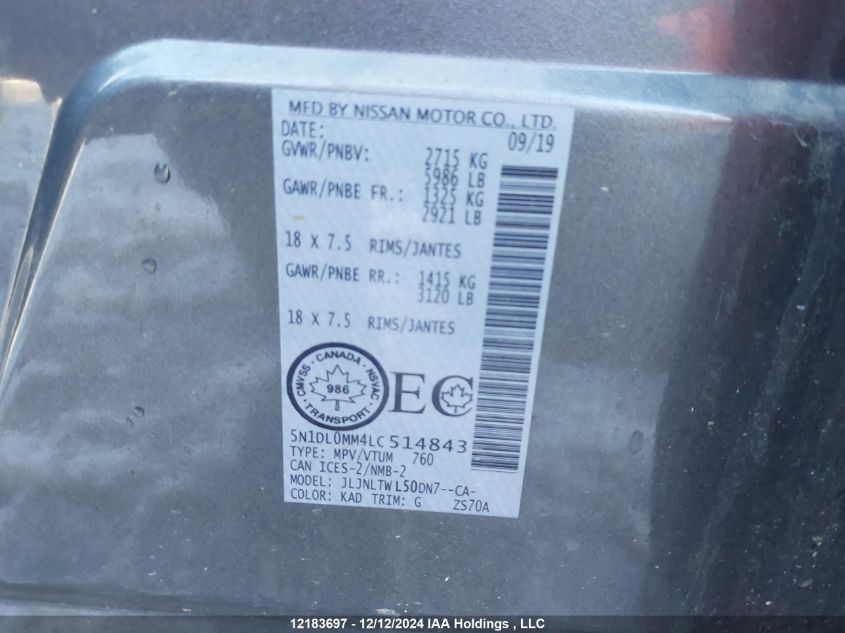 MFD BY NISSAN MOTOR CO., LTD.
DATE: 09/19
GVWR/PNBV: 2715 KG
5986 LB
GAWR/PNBE FR.: 1325 KG
2921 LB
18 X 7.5 RIMS/JANTES
GAWR/PNBE RR.: 1415 KG
3120 LB
18 X 7.5 RIMS/JANTES
CMVSS • CANADA • NSVAC • TRANSPORT •
986
EC
5N1DL0MM4LC514843
TYPE: MPV/VTUM 760
CAN ICES-2/NMB-2
MODEL: JLJNLTWL50DN7--CA-
COLOR: KAD TRIM: G ZS70A
12183697 - 12/12/2024 IAA Holdings , LLC